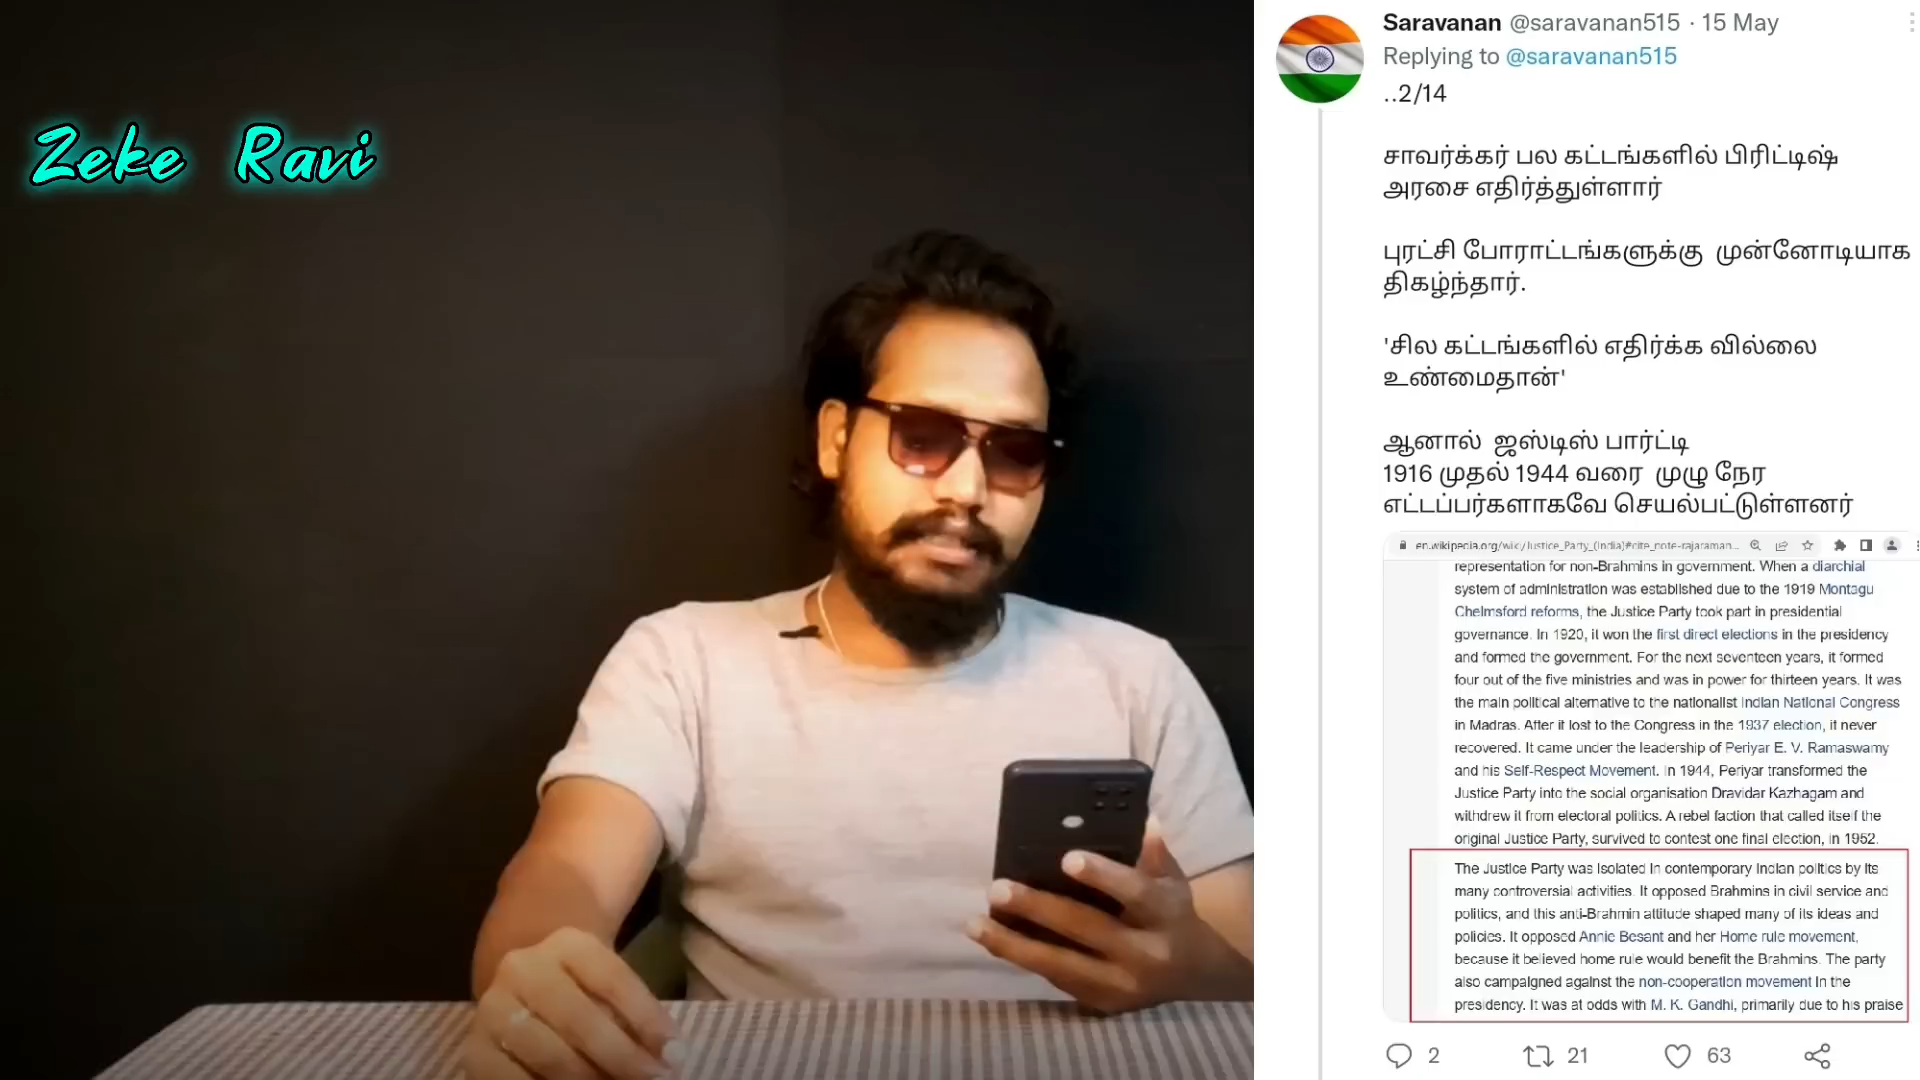 Zeke Ravi
Saravanan @saravanan515 · 15 May
Replying to @saravanan515
..2/14
சாவர்க்கர் பல கட்டங்களில் பிரிட்டிஷ்
அரசை எதிர்த்துள்ளார்
புரட்சி போராட்டங்களுக்கு முன்னோடியாக
திகழ்ந்தார்.
'சில கட்டங்களில் எதிர்க்க வில்லை
உண்மைதான்'
ஆனால் ஜஸ்டிஸ் பார்ட்டி
1916 முதல் 1944 வரை முழு நேர
எட்டப்பர்களாகவே செயல்பட்டுள்ளனர்
en.wikipedia.org/wiki/Justice_Party_(India)#cite_note-rajaraman...
representation for non-Brahmins in government. When a diarchial
system of administration was established due to the 1919 Montagu
Chelmsford reforms, the Justice Party took part in presidential
governance. In 1920, it won the first direct elections in the presidency
and formed the government. For the next seventeen years, it formed
four out of the five ministries and was in power for thirteen years. It was
the main political alternative to the nationalist Indian National Congress
in Madras. After it lost to the Congress in the 1937 election, it never
recovered. It came under the leadership of Periyar E. V. Ramaswamy
and his Self-Respect Movement. In 1944, Periyar transformed the
Justice Party into the social organisation Dravidar Kazhagam and
withdrew it from electoral politics. A rebel faction that called itself the
original Justice Party, survived to contest one final election, in 1952.
The Justice Party was isolated in contemporary Indian politics by its
many controversial activities. It opposed Brahmins in civil service and
politics, and this anti-Brahmin attitude shaped many of its ideas and
policies. It opposed Annie Besant and her Home rule movement,
because it believed home rule would benefit the Brahmins. The party
also campaigned against the non-cooperation movement in the
presidency. It was at odds with M. K. Gandhi, primarily due to his praise
2 21 63